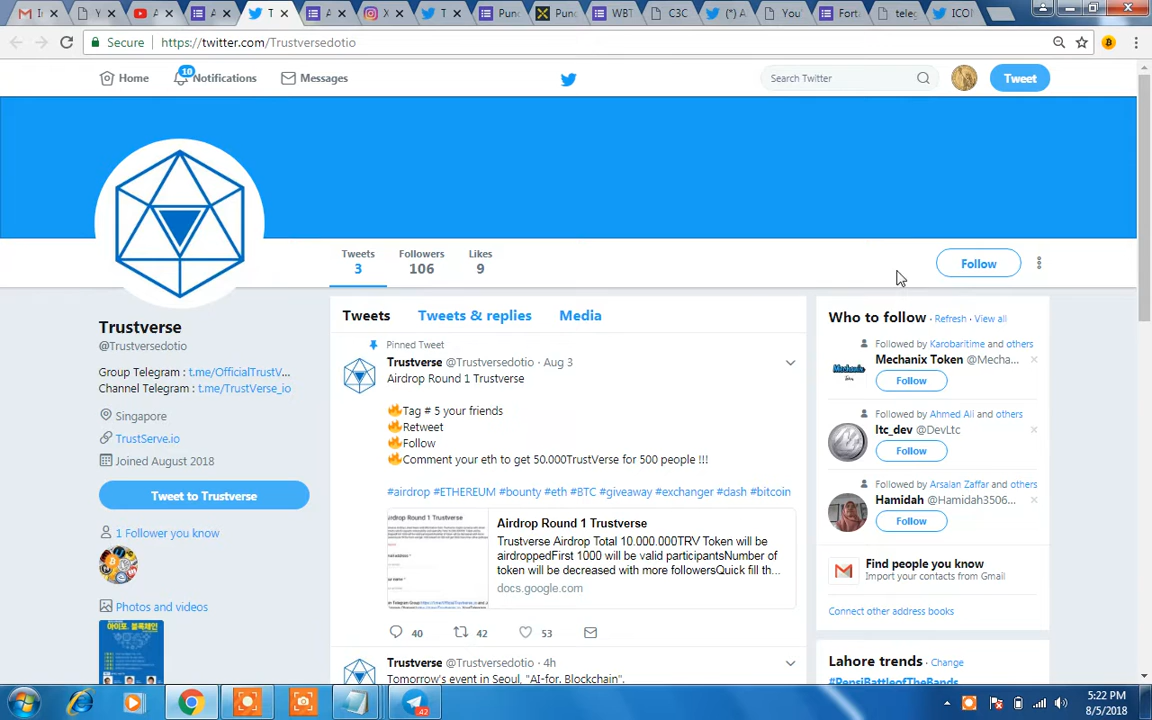 Secure
https://twitter.com/Trustversedotio
Home
10
Notifications
Messages
Search Twitter
Tweet
Tweets
3
Followers
106
Likes
9
Follow
Trustverse
@Trustversedotio
Group Telegram : t.me/OfficialTrustV...
Channel Telegram : t.me/TrustVerse_io
Singapore
TrustServe.io
Joined August 2018
Tweet to Trustverse
1 Follower you know
Photos and videos
Tweets
Tweets & replies
Media
Pinned Tweet
Trustverse @Trustversedotio · Aug 3
Airdrop Round 1 Trustverse
🔥Tag # 5 your friends
🔥Retweet
🔥Follow
🔥Comment your eth to get 50.000TrustVerse for 500 people !!!
#airdrop #ETHEREUM #bounty #eth #BTC #giveaway #exchanger #dash #bitcoin
Airdrop Round 1 Trustverse
Airdrop Round 1 Trustverse
Trustverse Airdrop Total 10.000.000TRV Token will be
airdroppedFirst 1000 will be valid participantsNumber of
token will be decreased with more followersQuick fill th...
docs.google.com
40
42
53
Trustverse @Trustversedotio · 4h
Tomorrow's event in Seoul, "AI-for, Blockchain".
Who to follow · Refresh · View all
Followed by Karobaritime and others
Mechanix Token @Mecha...
Follow
Followed by Ahmed Ali and others
ltc_dev @DevLtc
Follow
Followed by Arsalan Zaffar and others
Hamidah @Hamidah3506...
Follow
Find people you know
Import your contacts from Gmail
Connect other address books
Lahore trends · Change
#PepsiBattleofTheBands
42
5:22 PM
8/5/2018